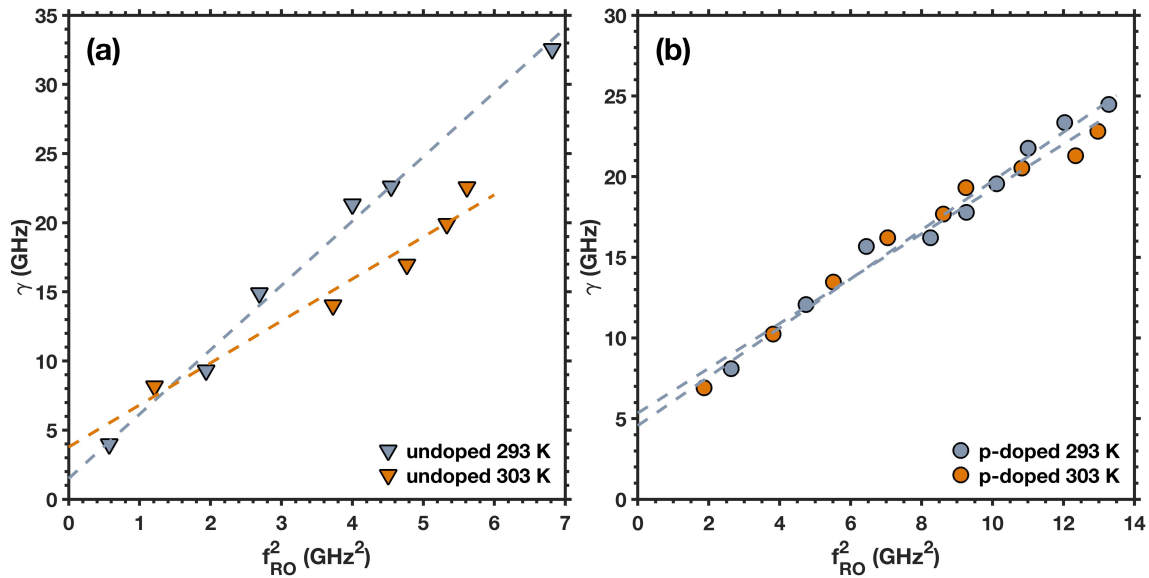 (a)
γ (GHz)
35
30
25
20
15
10
5
0
undoped 293 K
undoped 303 K
0 1 2 3 4 5 6 7
f²RO (GHz²)
(b)
γ (GHz)
30
25
20
15
10
5
0
p-doped 293 K
p-doped 303 K
0 2 4 6 8 10 12 14
f²RO (GHz²)